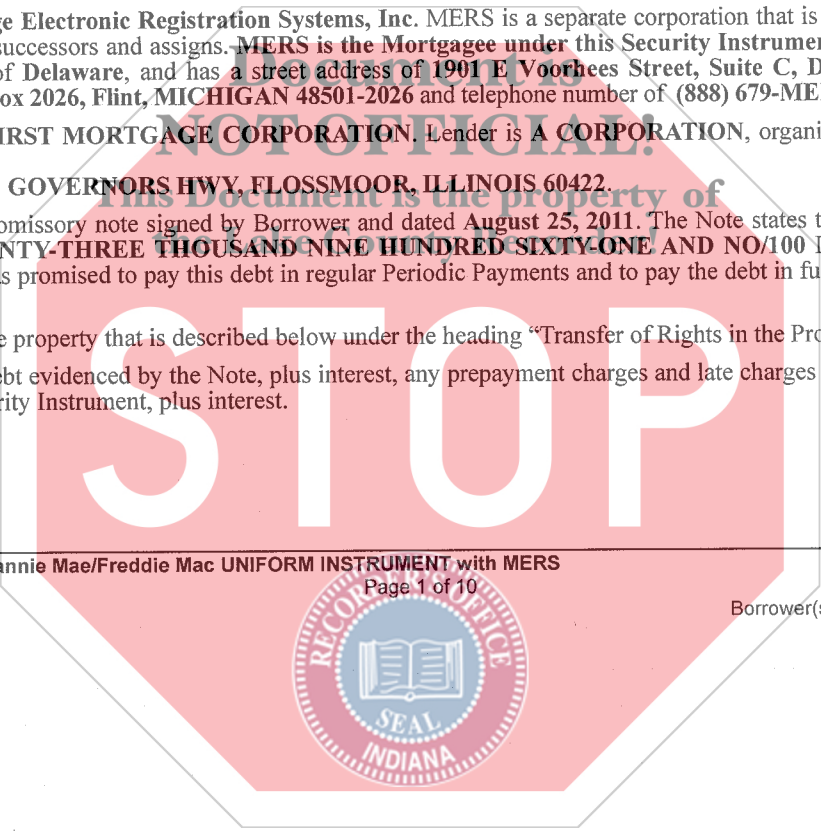 ge Electronic Registration Systems, Inc. MERS is a separate corporation that is
successors and assigns. MERS is the Mortgagee under this Security Instrumen
of Delaware, and has a street address of 1901 E Voorhees Street, Suite C, D
ox 2026, Flint, MICHIGAN 48501-2026 and telephone number of (888) 679-ME
Document is
NOT OFFICIAL!
IRST MORTGAGE CORPORATION. Lender is A CORPORATION, organi
GOVERNORS HWY, FLOSSMOOR, ILLINOIS 60422.
This Document is the property of
the Lake County Recorder!
omissory note signed by Borrower and dated August 25, 2011. The Note states t
NTY-THREE THOUSAND NINE HUNDRED SIXTY-ONE AND NO/100
s promised to pay this debt in regular Periodic Payments and to pay the debt in fu
e property that is described below under the heading “Transfer of Rights in the Pro
bt evidenced by the Note, plus interest, any prepayment charges and late charges
rity Instrument, plus interest.
STOP
annie Mae/Freddie Mac UNIFORM INSTRUMENT with MERS
Page 1 of 10
Borrower(s
RECORDER'S OFFICE
SEAL
INDIANA